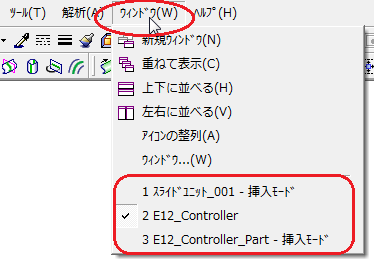 ﾂｰﾙ(T) 解析(A) ｳｨﾝﾄﾞｳ(W) ﾍﾙﾌﾟ(H)
新規ｳｨﾝﾄﾞｳ(N)
重ねて表示(C)
上下に並べる(H)
左右に並べる(V)
ｱｲｺﾝの整列(A)
ｳｨﾝﾄﾞｳ...(W)
1 ｽﾗｲﾄﾞﾕﾆｯﾄ_001 - 挿入ﾓｰﾄﾞ
2 E12_Controller
3 E12_Controller_Part - 挿入ﾓｰﾄﾞ